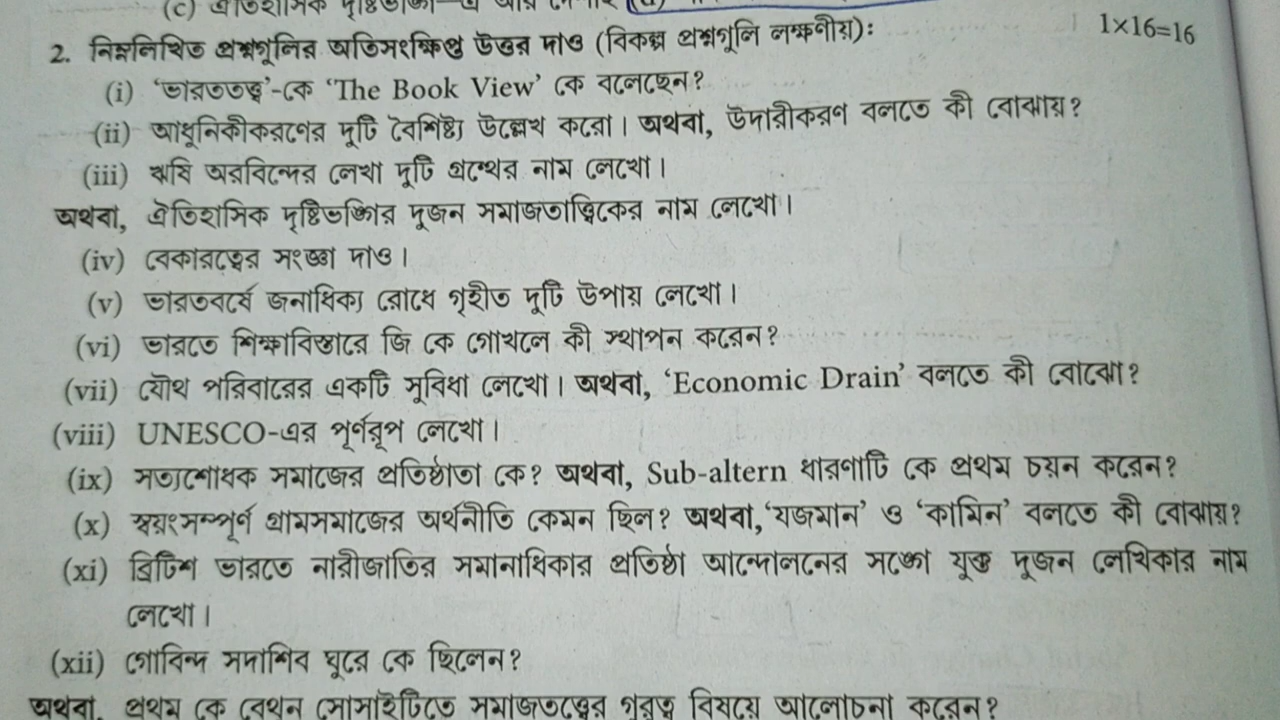 (c) ঐতিহাসিক দৃষ্টিভঙ্গি—এ আর
2. নিম্নলিখিত প্রশ্নগুলির অতিসংক্ষিপ্ত উত্তর দাও (বিকল্প প্রশ্নগুলি লক্ষণীয়): 1×16=16
(i) ‘ভারততত্ত্ব’-কে ‘The Book View’ কে বলেছেন?
(ii) আধুনিকীকরণের দুটি বৈশিষ্ট্য উল্লেখ করো। অথবা, উদারীকরণ বলতে কী বোঝায়?
(iii) ঋষি অরবিন্দের লেখা দুটি গ্রন্থের নাম লেখো।
অথবা, ঐতিহাসিক দৃষ্টিভঙ্গির দুজন সমাজতাত্ত্বিকের নাম লেখো।
(iv) বেকারত্বের সংজ্ঞা দাও।
(v) ভারতবর্ষে জনাধিক্য রোধে গৃহীত দুটি উপায় লেখো।
(vi) ভারতে শিক্ষাবিস্তারে জি কে গোখলে কী স্থাপন করেন?
(vii) যৌথ পরিবারের একটি সুবিধা লেখো। অথবা, ‘Economic Drain’ বলতে কী বোঝো?
(viii) UNESCO-এর পূর্ণরূপ লেখো।
(ix) সত্যশোধক সমাজের প্রতিষ্ঠাতা কে? অথবা, Sub-altern ধারণাটি কে প্রথম চয়ন করেন?
(x) স্বয়ংসম্পূর্ণ গ্রামসমাজের অর্থনীতি কেমন ছিল? অথবা, ‘যজমান’ ও ‘কামিন’ বলতে কী বোঝায়?
(xi) ব্রিটিশ ভারতে নারীজাতির সমানাধিকার প্রতিষ্ঠা আন্দোলনের সঙ্গে যুক্ত দুজন লেখিকার নাম
লেখো।
(xii) গোবিন্দ সদাশিব ঘুরে কে ছিলেন?
অথবা, প্রথম কে বেথুন সোসাইটিতে সমাজতত্ত্বের গুরুত্ব বিষয়ে আলোচনা করেন?